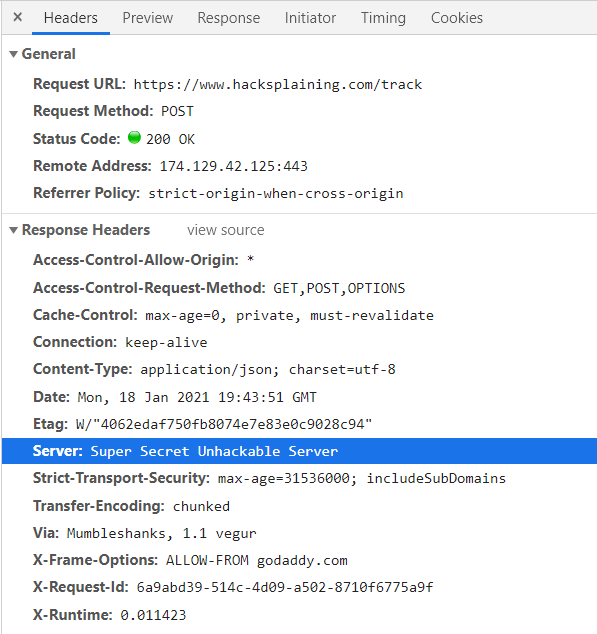 × Headers Preview Response Initiator Timing Cookies
▼ General
Request URL: https://www.hacksplaining.com/track
Request Method: POST
Status Code: 200 OK
Remote Address: 174.129.42.125:443
Referrer Policy: strict-origin-when-cross-origin
▼ Response Headers view source
Access-Control-Allow-Origin: *
Access-Control-Request-Method: GET,POST,OPTIONS
Cache-Control: max-age=0, private, must-revalidate
Connection: keep-alive
Content-Type: application/json; charset=utf-8
Date: Mon, 18 Jan 2021 19:43:51 GMT
Etag: W/"4062edaf750fb8074e7e83e0c9028c94"
Server: Super Secret Unhackable Server
Strict-Transport-Security: max-age=31536000; includeSubDomains
Transfer-Encoding: chunked
Via: Mumbleshanks, 1.1 vegur
X-Frame-Options: ALLOW-FROM godaddy.com
X-Request-Id: 6a9abd39-514c-4d09-a502-8710f6775a9f
X-Runtime: 0.011423